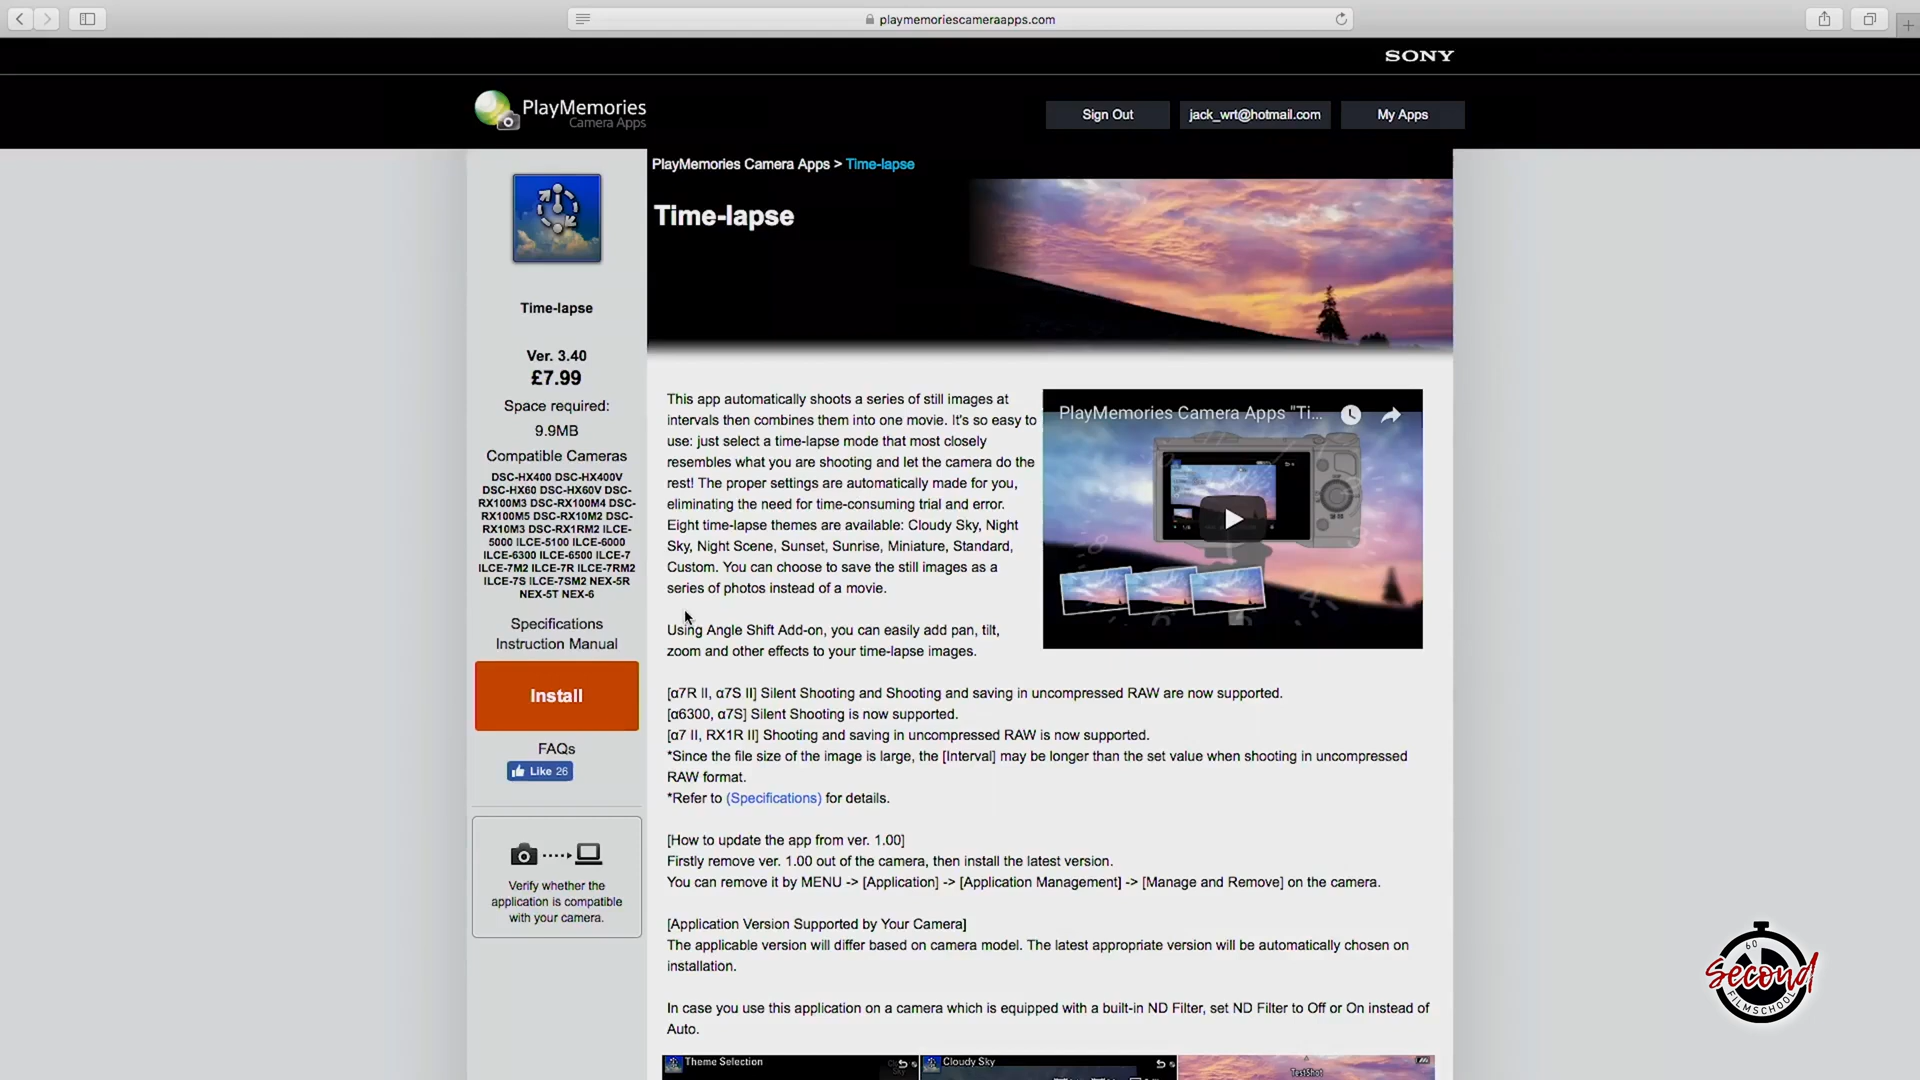 playmemoriescameraapps.com
SONY
PlayMemories
Camera Apps
Sign Out
jack_wrt@hotmail.com
My Apps
PlayMemories Camera Apps > Time-lapse
Time-lapse
Time-lapse
Ver. 3.40
£7.99
Space required:
9.9MB
Compatible Cameras
DSC-HX400 DSC-HX400V
DSC-HX60 DSC-HX60V DSC-
RX100M3 DSC-RX100M4 DSC-
RX100M5 DSC-RX10M2 DSC-
RX10M3 DSC-RX1RM2 ILCE-
5000 ILCE-5100 ILCE-6000
ILCE-6300 ILCE-6500 ILCE-7
ILCE-7M2 ILCE-7R ILCE-7RM2
ILCE-7S ILCE-7SM2 NEX-5R
NEX-5T NEX-6
Specifications
Instruction Manual
Install
FAQs
Like 26
Verify whether the
application is compatible
with your camera.
This app automatically shoots a series of still images at
intervals then combines them into one movie. It's so easy to
use: just select a time-lapse mode that most closely
resembles what you are shooting and let the camera do the
rest! The proper settings are automatically made for you,
eliminating the need for time-consuming trial and error.
Eight time-lapse themes are available: Cloudy Sky, Night
Sky, Night Scene, Sunset, Sunrise, Miniature, Standard,
Custom. You can choose to save the still images as a
series of photos instead of a movie.
PlayMemories Camera Apps "Ti...
Using Angle Shift Add-on, you can easily add pan, tilt,
zoom and other effects to your time-lapse images.
[α7R II, α7S II] Silent Shooting and Shooting and saving in uncompressed RAW are now supported.
[α6300, α7S] Silent Shooting is now supported.
[α7 II, RX1R II] Shooting and saving in uncompressed RAW is now supported.
*Since the file size of the image is large, the [Interval] may be longer than the set value when shooting in uncompressed
RAW format.
*Refer to (Specifications) for details.
[How to update the app from ver. 1.00]
Firstly remove ver. 1.00 out of the camera, then install the latest version.
You can remove it by MENU -> [Application] -> [Application Management] -> [Manage and Remove] on the camera.
[Application Version Supported by Your Camera]
The applicable version will differ based on camera model. The latest appropriate version will be automatically chosen on
installation.
In case you use this application on a camera which is equipped with a built-in ND Filter, set ND Filter to Off or On instead of
Auto.
Theme Selection
Cloudy Sky
TestShot
60
Second
FILMSCHOOL